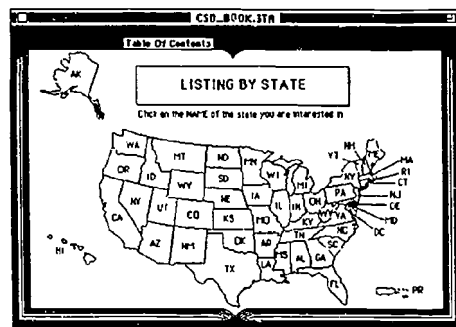 CSD_BOOK.STA
Table Of Contents
LISTING BY STATE
Click on the NAME of the state you are interested in
AK
WA
MT
ND
MN
NH
VT
ME
MA
RI
CT
NJ
DE
MD
DC
OR
ID
WY
SD
WI
MI
NY
PA
NV
UT
CO
NE
IA
IL
IN
OH
WV
VA
CA
KS
MO
KY
NC
AZ
NM
OK
AR
TN
SC
TX
LA
MS
AL
GA
FL
HI
PR